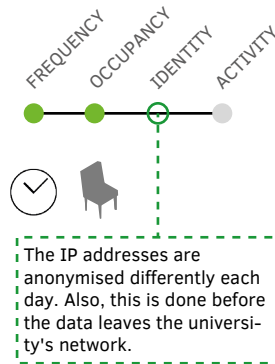 FREQUENCY
OCCUPANCY
IDENTITY
ACTIVITY
The IP addresses are
anonymised differently each
day. Also, this is done before
the data leaves the universi-
ty's network.